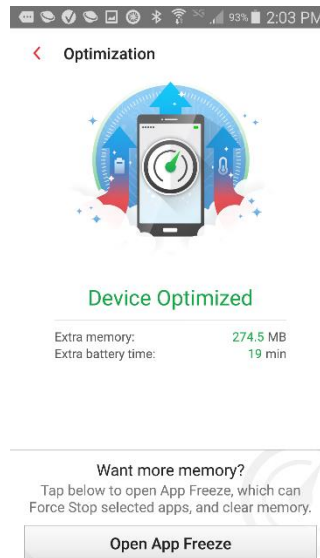 93% 2:03 PM
Optimization
Device Optimized
Extra memory: 274.5 MB
Extra battery time: 19 min
Want more memory?
Tap below to open App Freeze, which can
Force Stop selected apps, and clear memory.
Open App Freeze